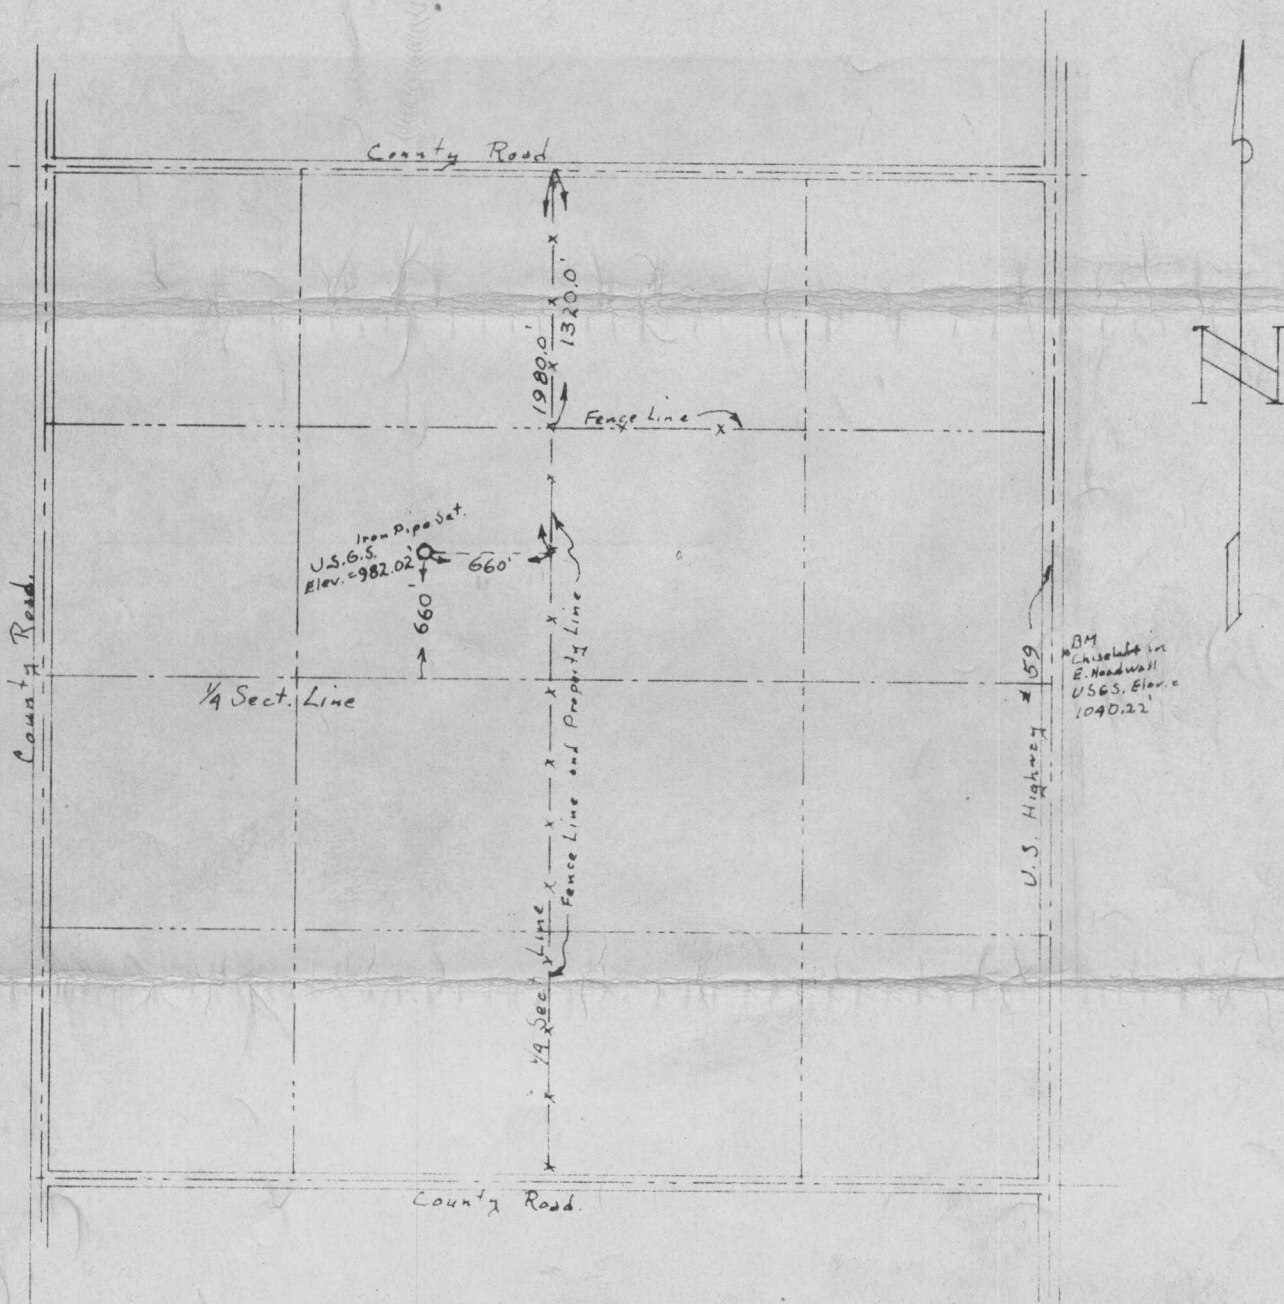 County Road
N
1980.0'
1320.0'
Fence Line
Iron Pipe Set.
U.S.G.S.
Elev. = 982.02'
660'
660'
County Road.
1/4 Sect. Line
Fence Line and Property Line
U.S. Highway # 59
BM
in
E. Headwall
USGS. Elev. =
1040.22'
1/4 Sect. Line
County Road.